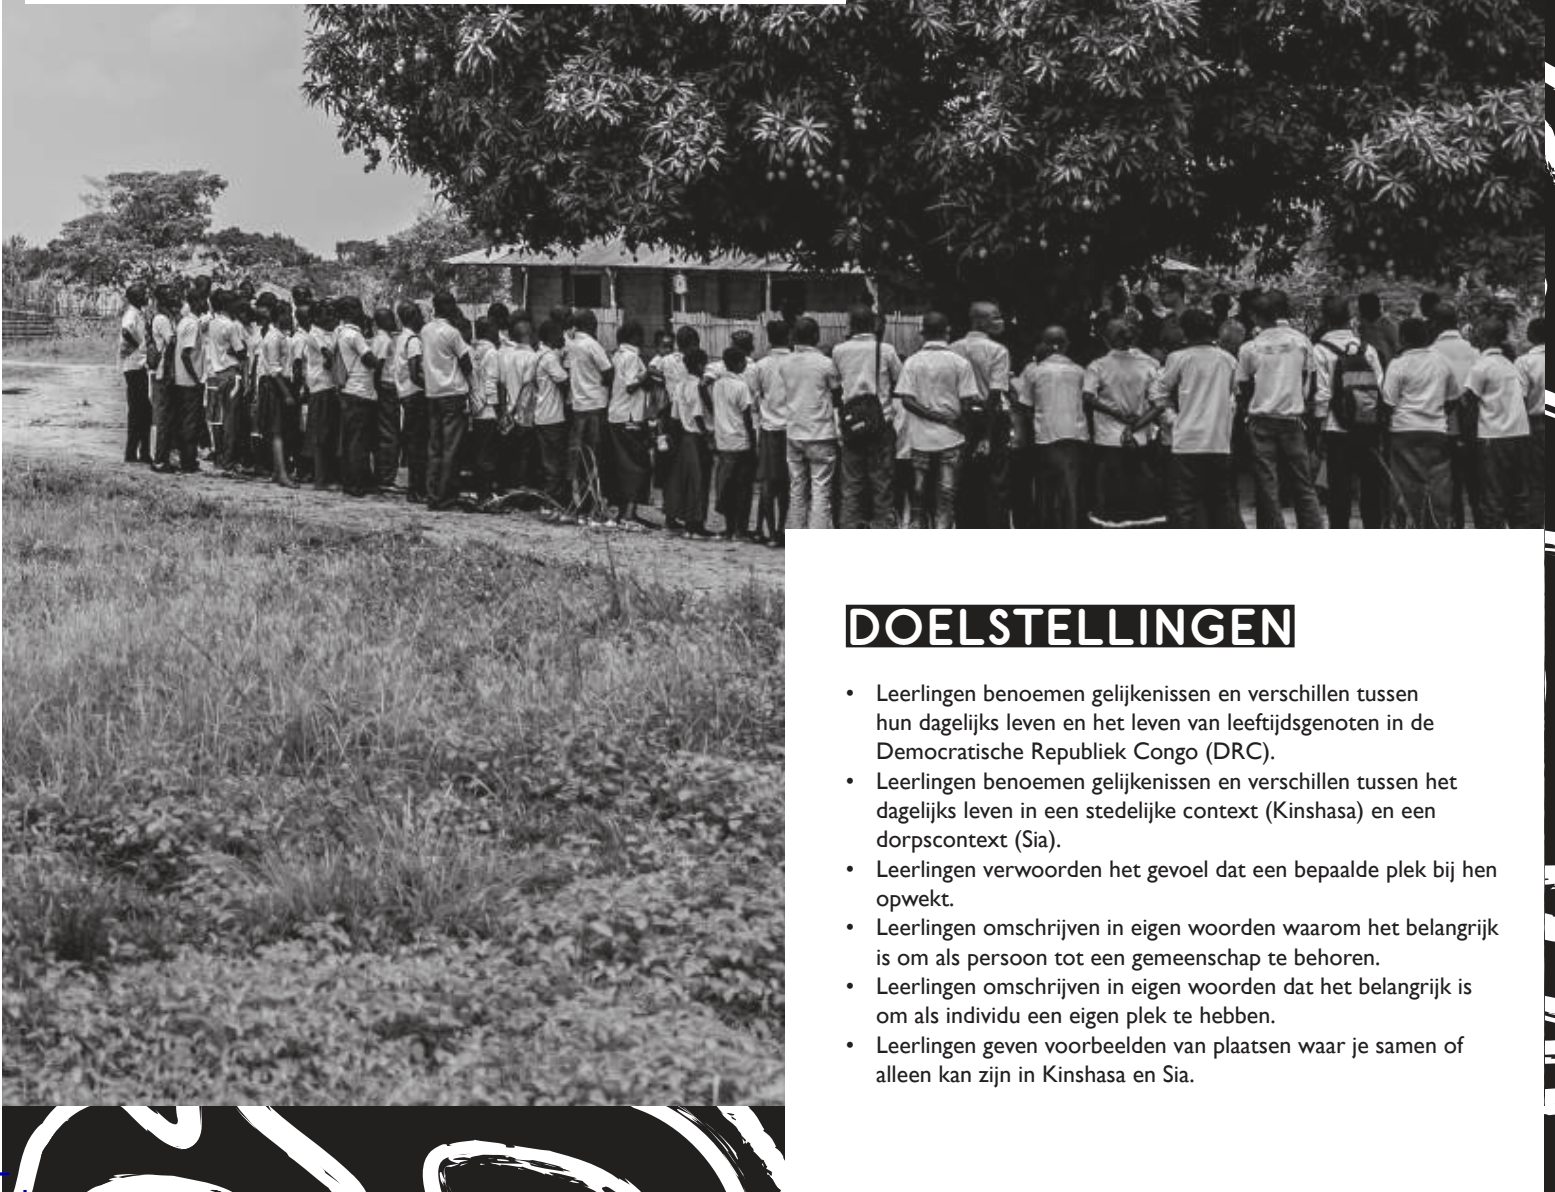 DOELSTELLINGEN
• Leerlingen benoemen gelijkenissen en verschillen tussen
hun dagelijks leven en het leven van leeftijdsgenoten in de
Democratische Republiek Congo (DRC).
• Leerlingen benoemen gelijkenissen en verschillen tussen het
dagelijks leven in een stedelijke context (Kinshasa) en een
dorpscontext (Sia).
• Leerlingen verwoorden het gevoel dat een bepaalde plek bij hen
opwekt.
• Leerlingen omschrijven in eigen woorden waarom het belangrijk
is om als persoon tot een gemeenschap te behoren.
• Leerlingen omschrijven in eigen woorden dat het belangrijk is
om als individu een eigen plek te hebben.
• Leerlingen geven voorbeelden van plaatsen waar je samen of
alleen kan zijn in Kinshasa en Sia.